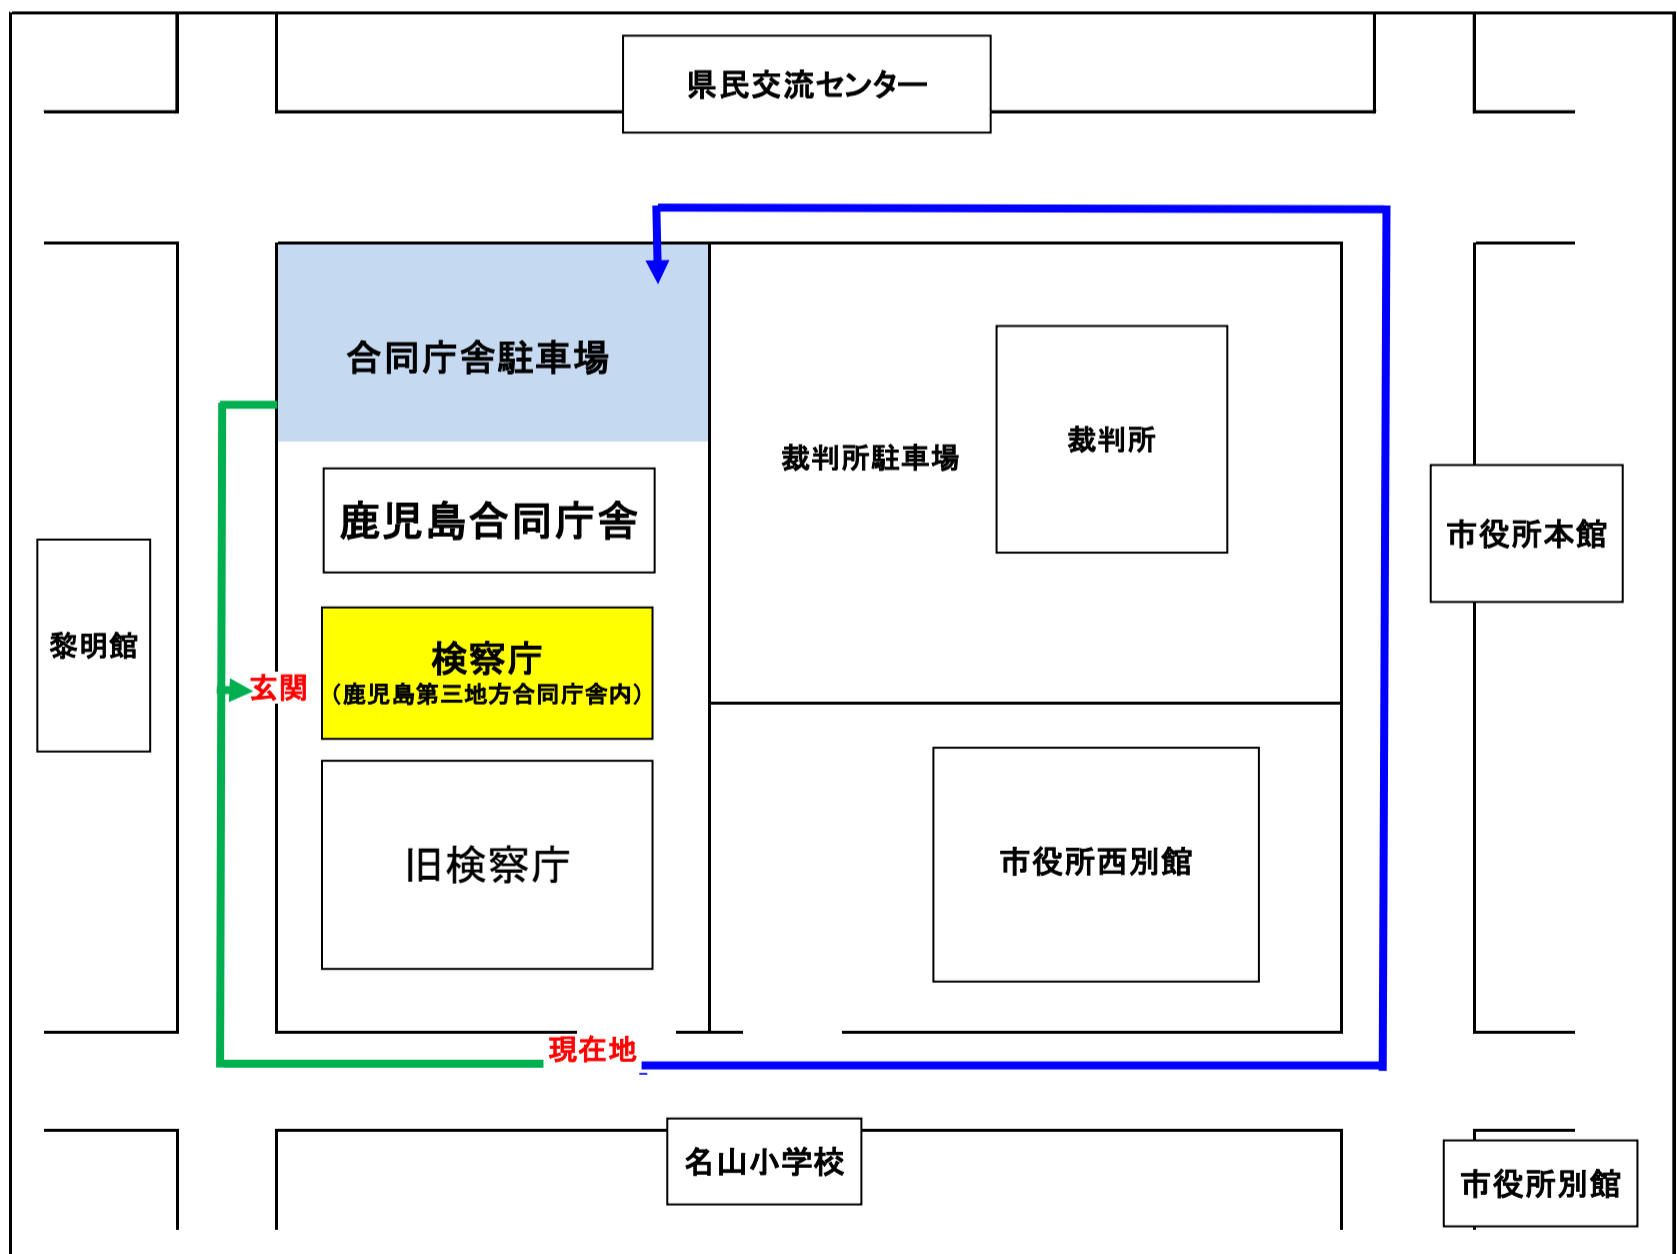 県民交流センター
合同庁舎駐車場
裁判所駐車場
裁判所
鹿児島合同庁舎
市役所本館
黎明館
検察庁
（鹿児島第三地方合同庁舎内）
玄関
旧検察庁
市役所西別館
現在地
名山小学校
市役所別館